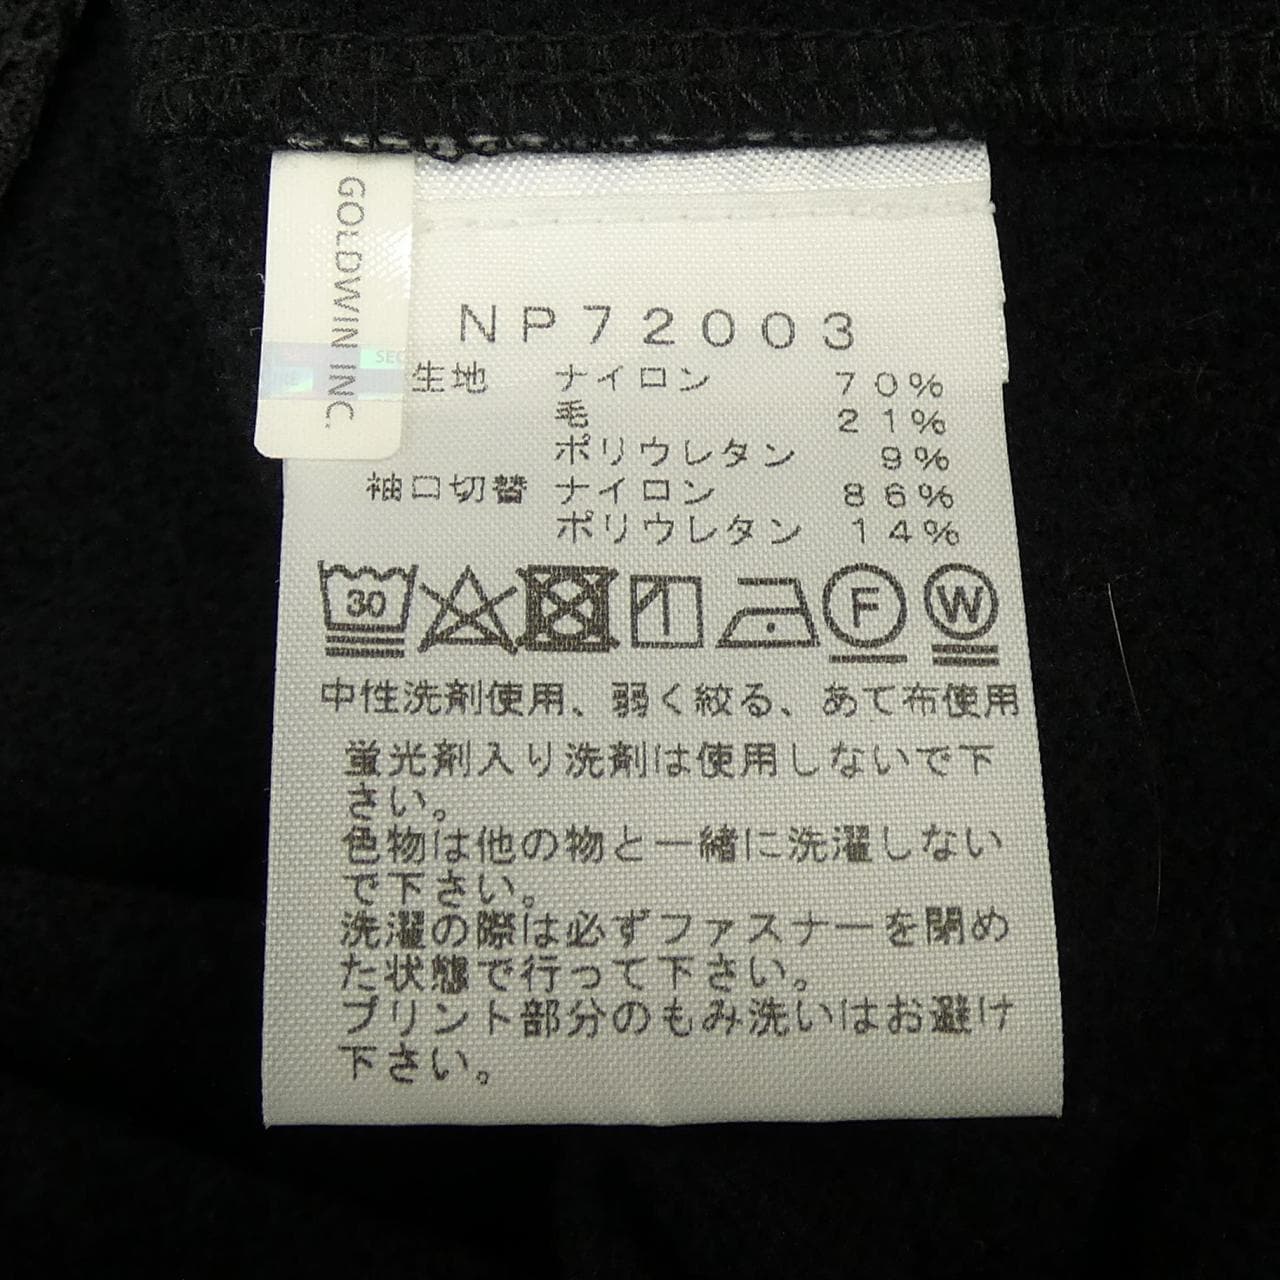 GOLDWIN INC.
SEC
NP72003
生地 ナイロン 70%
毛 21%
ポリウレタン 9%
袖口切替 ナイロン 86%
ポリウレタン 14%
30 F W
中性洗剤使用、弱く絞る、あて布使用
蛍光剤入り洗剤は使用しないで下
さい。
色物は他の物と一緒に洗濯しない
で下さい。
洗濯の際は必ずファスナーを閉め
た状態で行って下さい。
プリント部分のもみ洗いはお避け
下さい。